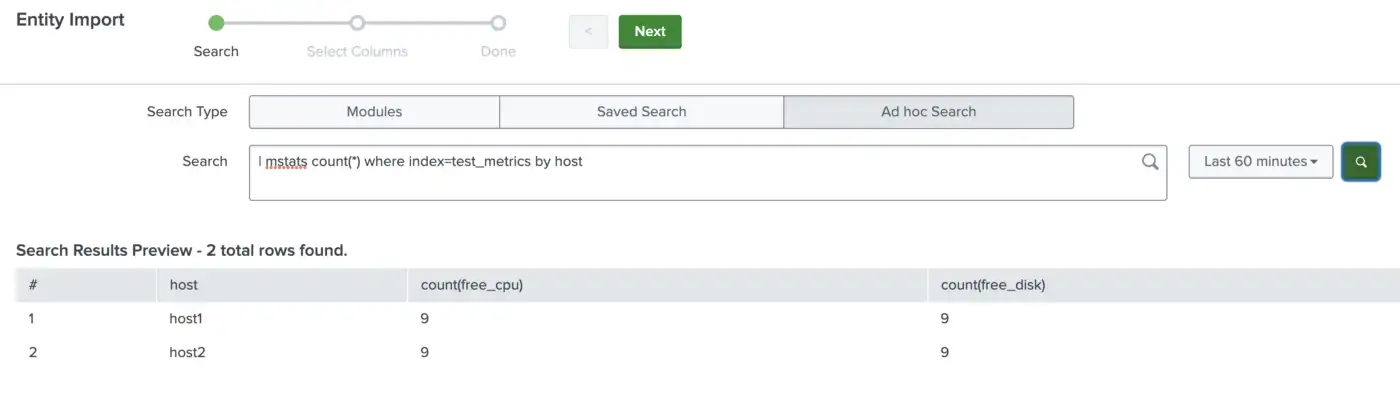 Entity Import
Search Select Columns Done
< Next
Search Type Modules Saved Search Ad hoc Search
Search | mstats count(*) where index=test_metrics by host Last 60 minutes
Search Results Preview - 2 total rows found.
# host count(free_cpu) count(free_disk)
1 host1 9 9
2 host2 9 9